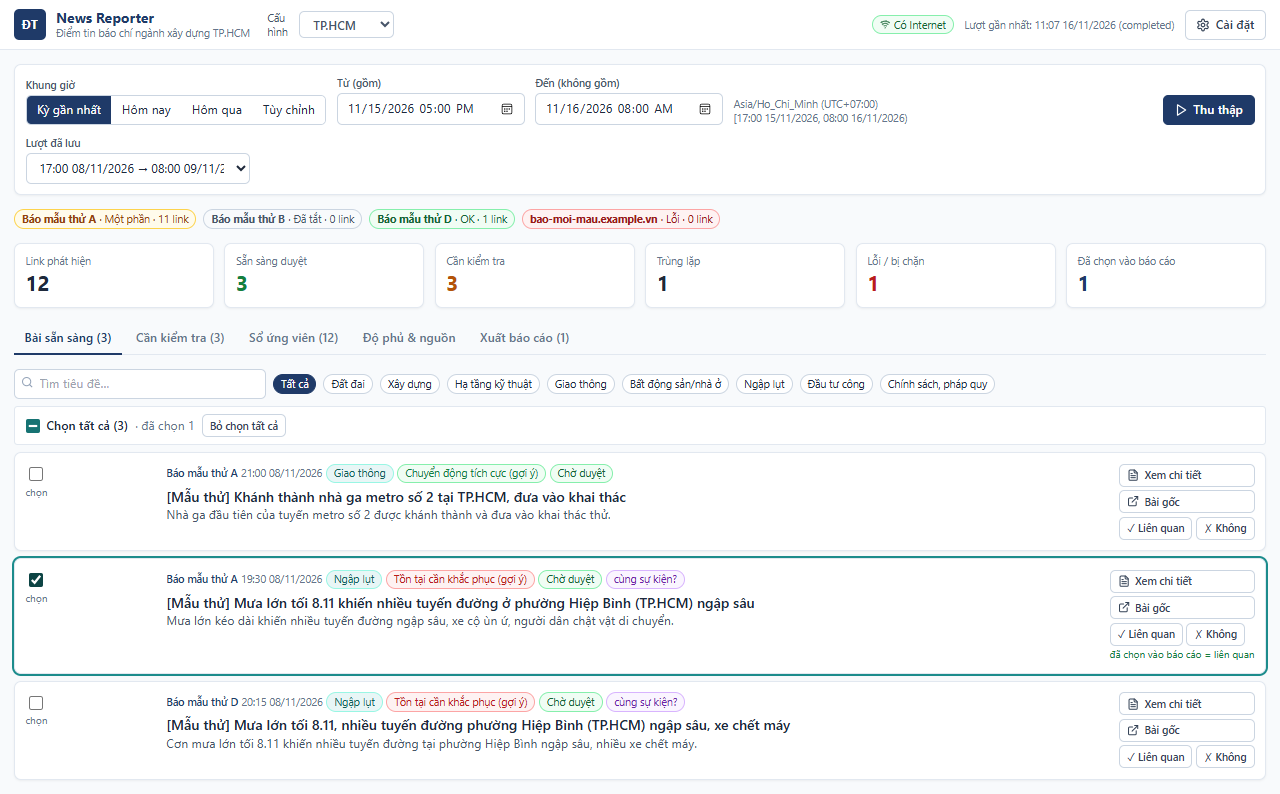 ĐT
News Reporter
Điểm tin báo chí ngành xây dựng TP.HCM
Cấu hình
TP.HCM
Có Internet
Lượt gần nhất: 11:07 16/11/2026 (completed)
Cài đặt
Khung giờ
Kỳ gần nhất
Hôm nay
Hôm qua
Tùy chỉnh
Từ (gồm)
11/15/2026 05:00 PM
Đến (không gồm)
11/16/2026 08:00 AM
Asia/Ho_Chi_Minh (UTC+07:00)
[17:00 15/11/2026, 08:00 16/11/2026)
Thu thập
Lượt đã lưu
17:00 08/11/2026 → 08:00 09/11/2
Báo mẫu thử A · Một phần · 11 link
Báo mẫu thử B · Đã tắt · 0 link
Báo mẫu thử D · OK · 1 link
bao-moi-mau.example.vn · Lỗi · 0 link
Link phát hiện
12
Sẵn sàng duyệt
3
Cần kiểm tra
3
Trùng lặp
1
Lỗi / bị chặn
1
Đã chọn vào báo cáo
1
Bài sẵn sàng (3)
Cần kiểm tra (3)
Sổ ứng viên (12)
Độ phủ & nguồn
Xuất báo cáo (1)
Tìm tiêu đề...
Tất cả
Đất đai
Xây dựng
Hạ tầng kỹ thuật
Giao thông
Bất động sản/nhà ở
Ngập lụt
Đầu tư công
Chính sách, pháp quy
Chọn tất cả (3) · đã chọn 1
Bỏ chọn tất cả
chọn
Báo mẫu thử A 21:00 08/11/2026 Giao thông Chuyển động tích cực (gợi ý) Chờ duyệt
[Mẫu thử] Khánh thành nhà ga metro số 2 tại TP.HCM, đưa vào khai thác
Nhà ga đầu tiên của tuyến metro số 2 được khánh thành và đưa vào khai thác thử.
Xem chi tiết
Bài gốc
✓ Liên quan
✗ Không
chọn
Báo mẫu thử A 19:30 08/11/2026 Ngập lụt Tồn tại cần khắc phục (gợi ý) Chờ duyệt cùng sự kiện?
[Mẫu thử] Mưa lớn tối 8.11 khiến nhiều tuyến đường ở phường Hiệp Bình (TP.HCM) ngập sâu
Mưa lớn kéo dài khiến nhiều tuyến đường ngập sâu, xe cộ ùn ứ, người dân chật vật di chuyển.
Xem chi tiết
Bài gốc
✓ Liên quan
✗ Không
đã chọn vào báo cáo = liên quan
chọn
Báo mẫu thử D 20:15 08/11/2026 Ngập lụt Tồn tại cần khắc phục (gợi ý) Chờ duyệt cùng sự kiện?
[Mẫu thử] Mưa lớn tối 8.11, nhiều tuyến đường phường Hiệp Bình (TP.HCM) ngập sâu, xe chết máy
Cơn mưa lớn tối 8.11 khiến nhiều tuyến đường tại phường Hiệp Bình ngập sâu, nhiều xe chết máy.
Xem chi tiết
Bài gốc
✓ Liên quan
✗ Không